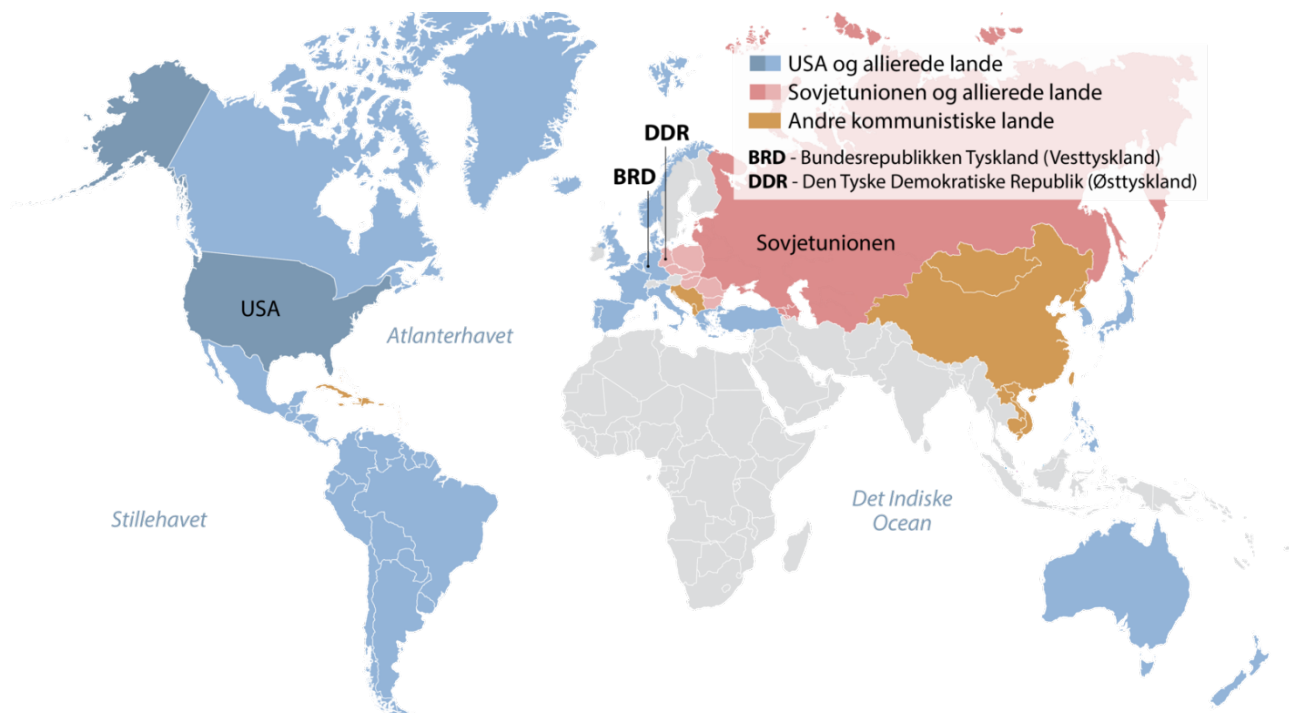 USA og allierede lande
Sovjetunionen og allierede lande
Andre kommunistiske lande
BRD - Bundesrepublikken Tyskland (Vesttyskland)
DDR - Den Tyske Demokratiske Republik (Østtyskland)
DDR
BRD
Sovjetunionen
USA
Atlanterhavet
Stillehavet
Det Indiske
Ocean